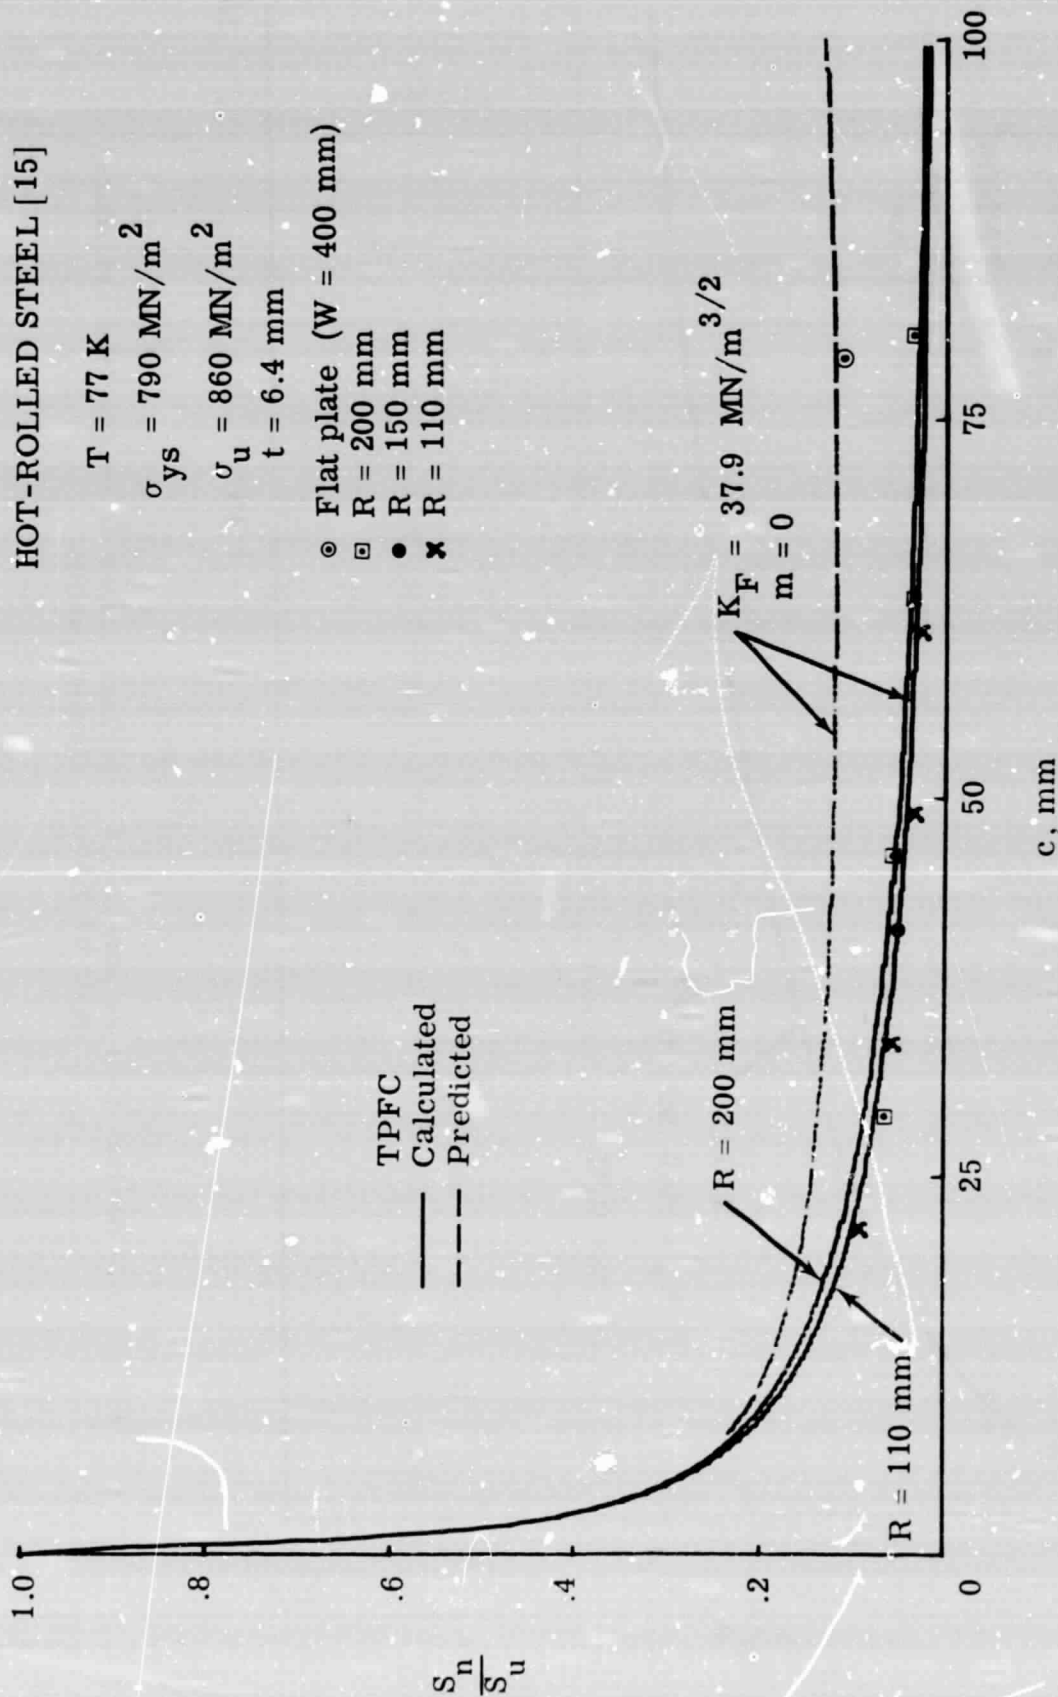 HOT-ROLLED STEEL [15]
T = 77 K
σys = 790 MN/m²
σu = 860 MN/m²
t = 6.4 mm
⊙ Flat plate (W = 400 mm)
⊡ R = 200 mm
● R = 150 mm
✖ R = 110 mm
TPFC
Calculated
Predicted
KF = 37.9 MN/m³/²
m = 0
R = 200 mm
R = 110 mm
Sn
Su
1.0
.8
.6
.4
.2
0
25
50
75
100
c, mm